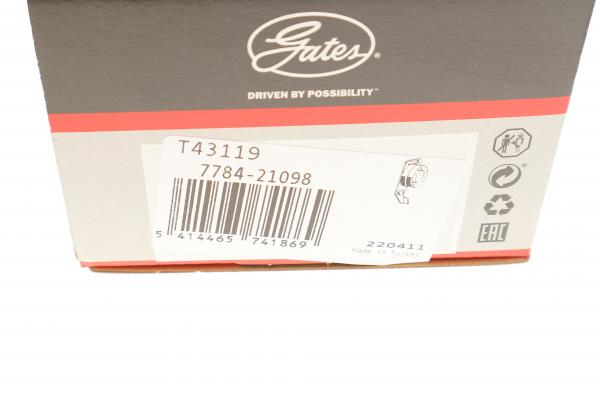 Gates®
DRIVEN BY POSSIBILITY™
T43119
7784-21098
5 414465 741869
220411
Made in Turkey
EAC